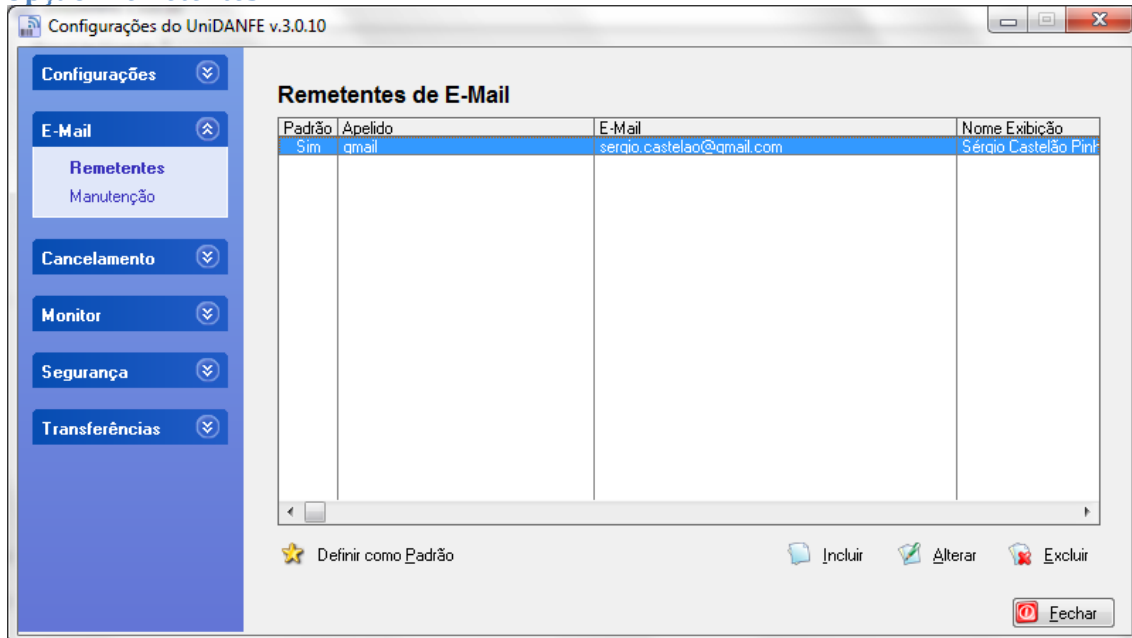 Configurações do UniDANFE v.3.0.10
Configurações
E-Mail
Remetentes
Manutenção
Cancelamento
Monitor
Segurança
Transferências
Remetentes de E-Mail
Padrão Apelido E-Mail Nome Exibição
Sim gmail sergio.castelao@gmail.com Sérgio Castelão Pinh
Definir como Padrão Incluir Alterar Excluir
Fechar